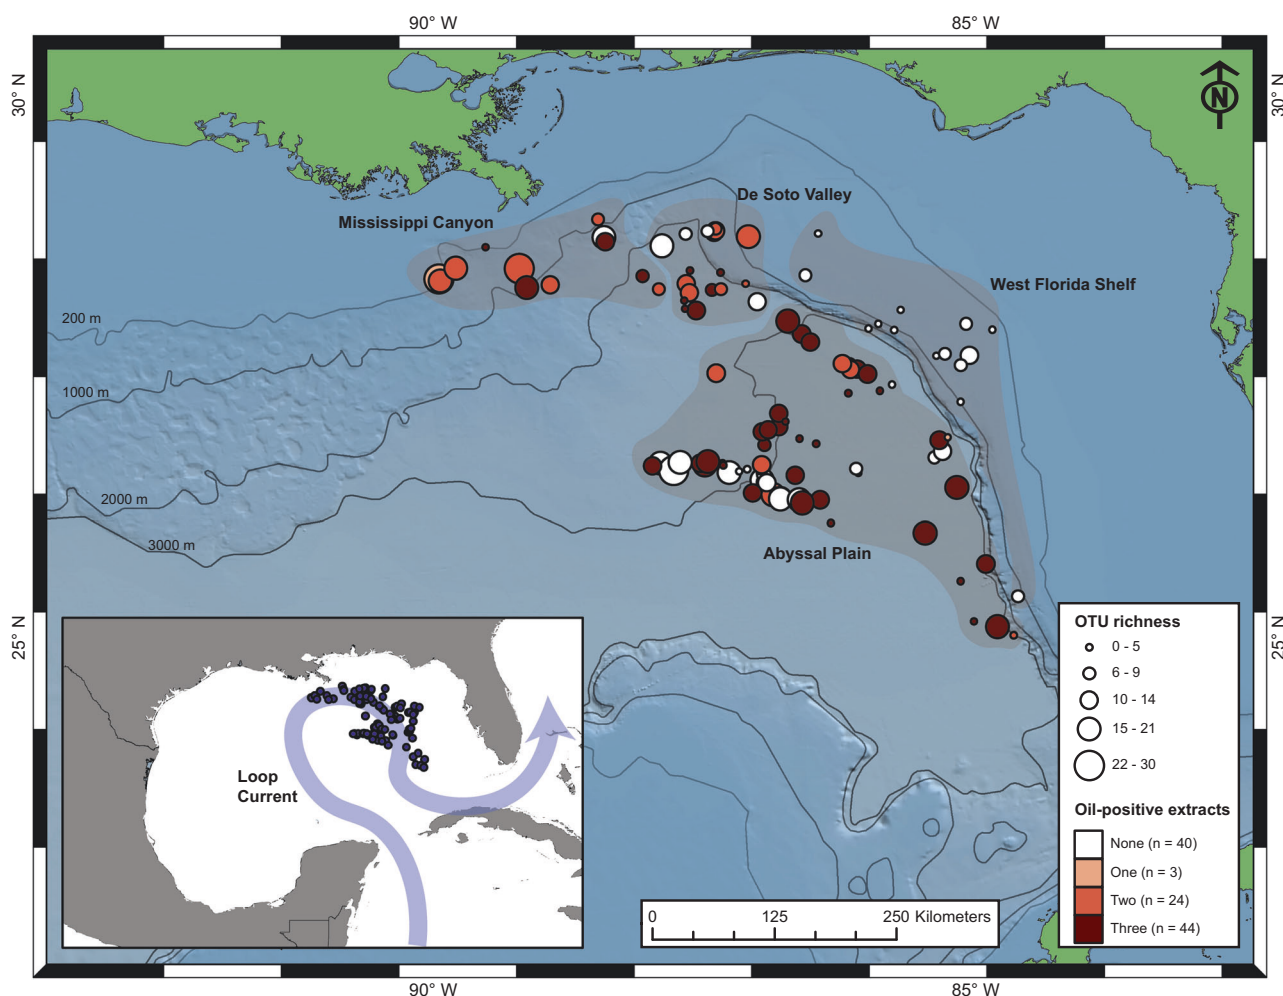 90° W
85° W
30° N
30° N
N
De Soto Valley
Mississippi Canyon
West Florida Shelf
200 m
1000 m
2000 m
3000 m
Abyssal Plain
25° N
25° N
OTU richness
0 - 5
6 - 9
10 - 14
15 - 21
22 - 30
Loop
Current
Oil-positive extracts
None (n = 40)
One (n = 3)
Two (n = 24)
Three (n = 44)
0 125 250 Kilometers
90° W
85° W